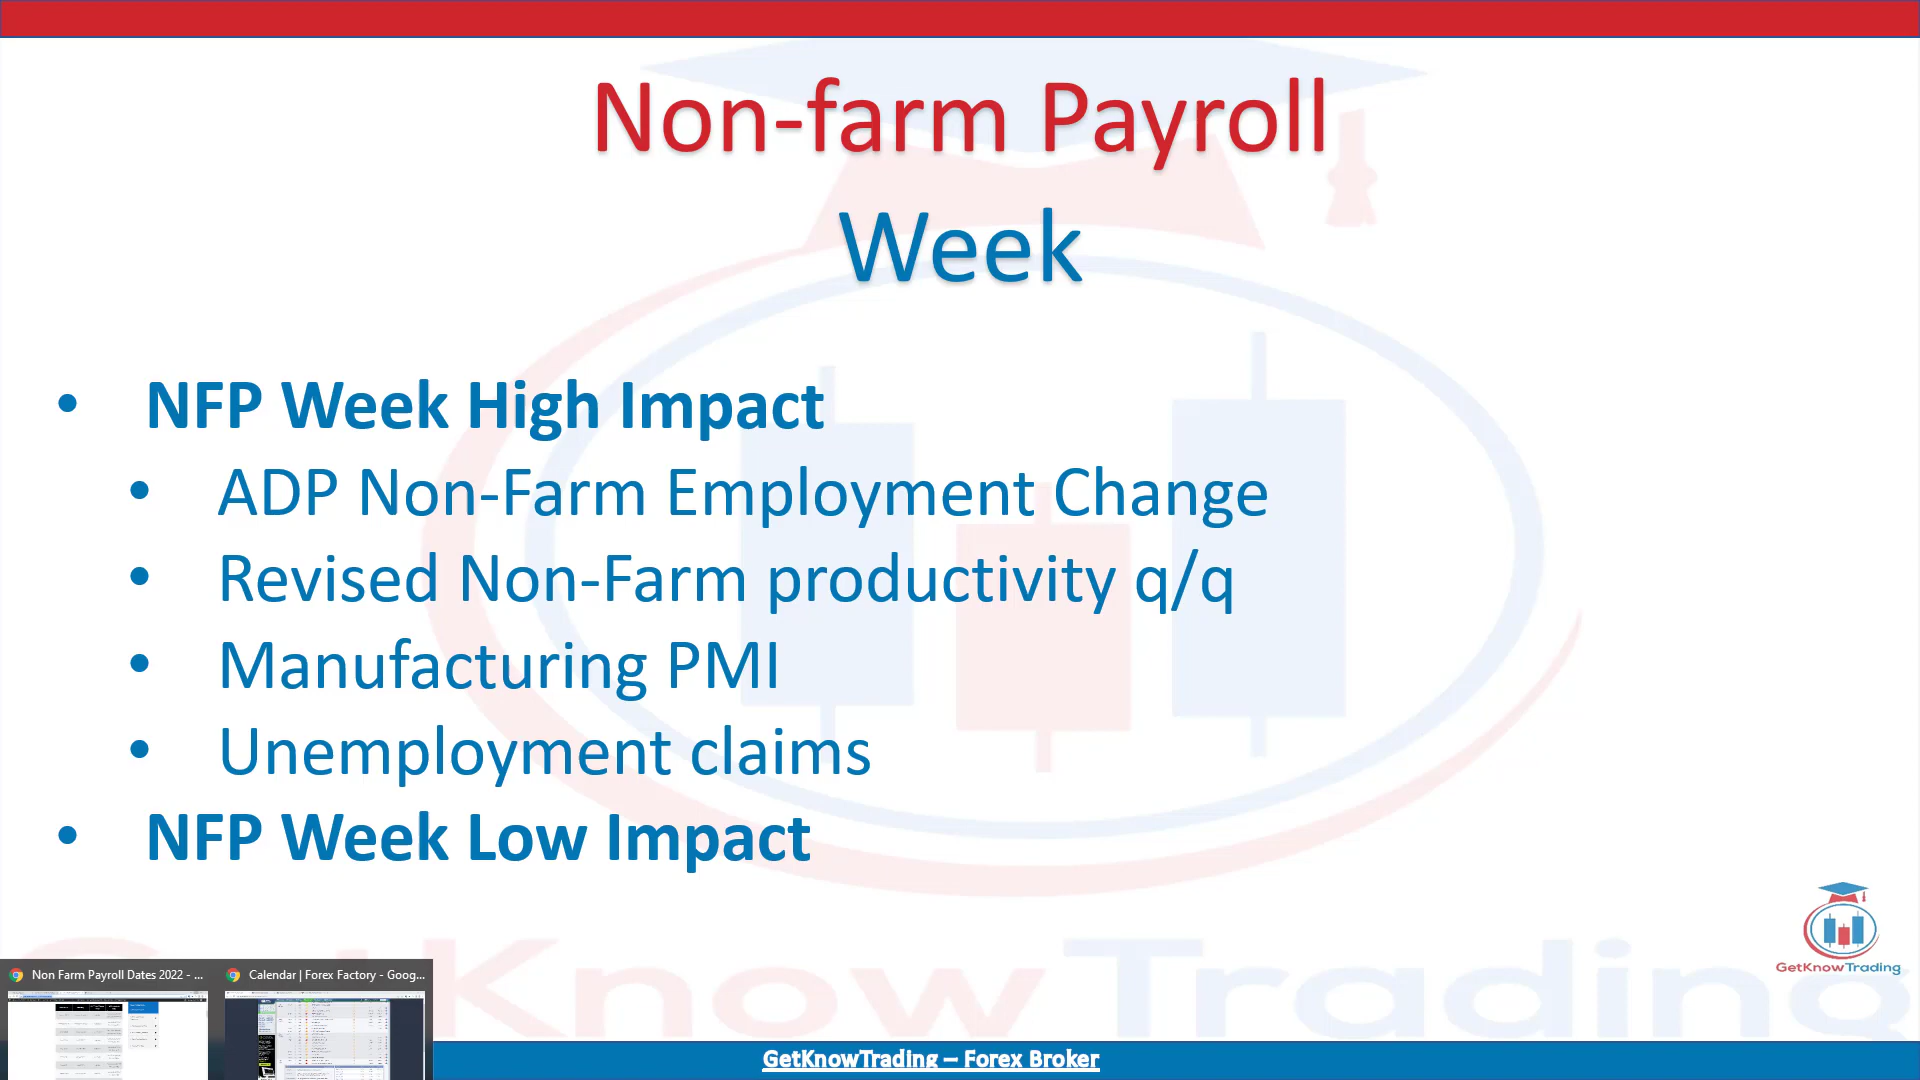 Non-farm Payroll
Week
• NFP Week High Impact
• ADP Non-Farm Employment Change
• Revised Non-Farm productivity q/q
• Manufacturing PMI
• Unemployment claims
• NFP Week Low Impact
GetKnowTrading
GetKnow Trading
Non Farm Payroll Dates 2022 - ...
Calendar | Forex Factory - Goog...
GetKnowTrading – Forex Broker